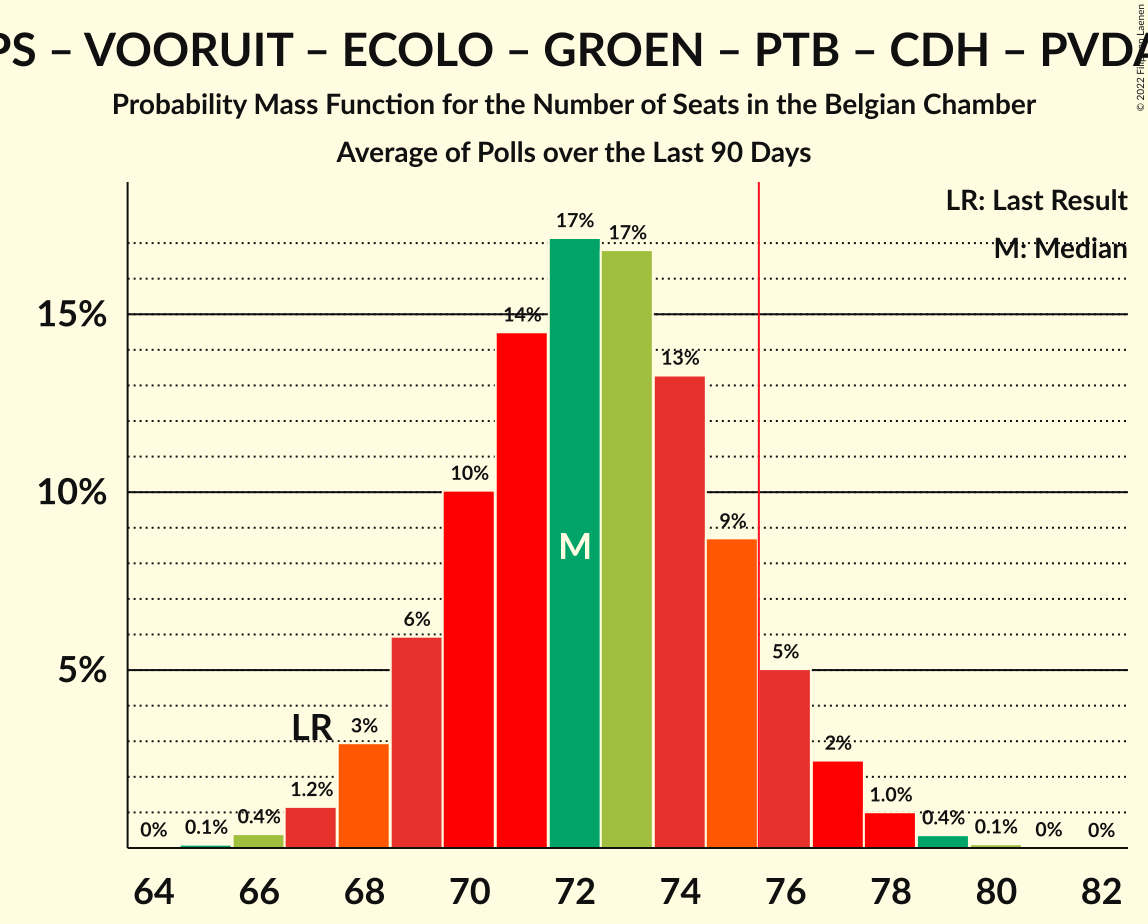 PS – VOORUIT – ECOLO – GROEN – PTB – CDH – PVDA
Probability Mass Function for the Number of Seats in the Belgian Chamber
Average of Polls over the Last 90 Days
© 2022 Filip van Laenen
LR: Last Result
M: Median
15%
10%
5%
0%
0.1%
0.4%
1.2%
LR
3%
6%
10%
14%
17%
M
17%
13%
9%
5%
2%
1.0%
0.4%
0.1%
0%
0%
64 66 68 70 72 74 76 78 80 82